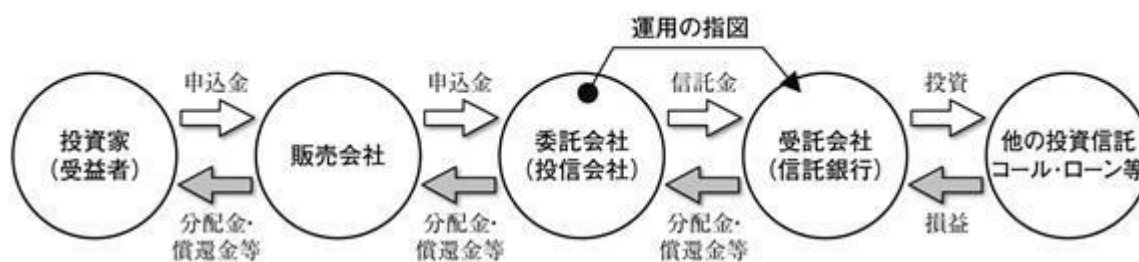 運用の指図
申込金
申込金
信託金
投資
投資家
(受益者)
販売会社
委託会社
(投信会社)
受託会社
(信託銀行)
他の投資信託
コール・ローン等
分配金・
償還金等
分配金・
償還金等
分配金・
償還金等
損益